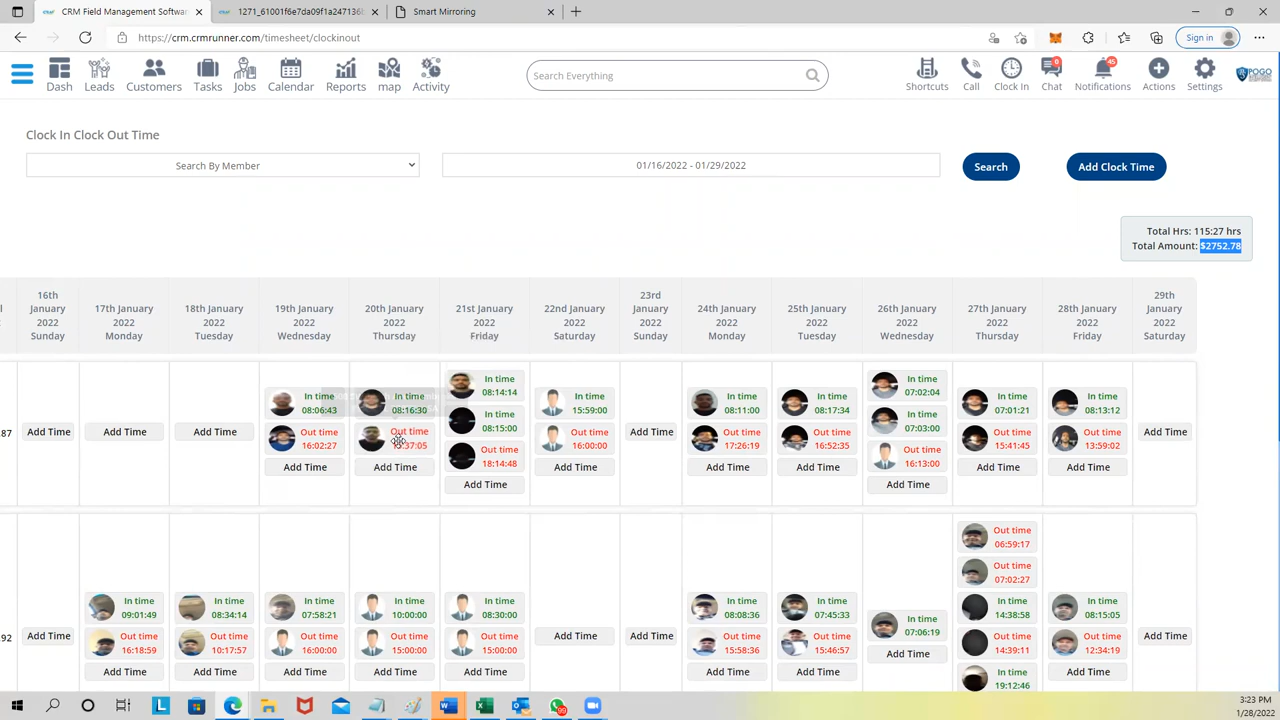 CRM Field Management Softwar
1271_61001f6e7da09f1a247136b
Smart Mirroring
https://crm.crmrunner.com/timesheet/clockinout
Sign in
Dash Leads Customers Tasks Jobs Calendar Reports map Activity
Search Everything
Shortcuts Call Clock In Chat 0 Notifications 45 Actions Settings
POGO
Clock In Clock Out Time
Search By Member
01/16/2022 - 01/29/2022
Search
Add Clock Time
Total Hrs: 115:27 hrs
Total Amount: $2752.78
16th January 2022 Sunday
17th January 2022 Monday
18th January 2022 Tuesday
19th January 2022 Wednesday
20th January 2022 Thursday
21st January 2022 Friday
22nd January 2022 Saturday
23rd January 2022 Sunday
24th January 2022 Monday
25th January 2022 Tuesday
26th January 2022 Wednesday
27th January 2022 Thursday
28th January 2022 Friday
29th January 2022 Saturday
.87
Add Time
Add Time
Add Time
In time 08:06:43
Out time 16:02:27
Add Time
In time 08:16:30
Out time :37:05
Add Time
In time 08:14:14
In time 08:15:00
Out time 18:14:48
Add Time
In time 15:59:00
Out time 16:00:00
Add Time
Add Time
In time 08:11:00
Out time 17:26:19
Add Time
In time 08:17:34
Out time 16:52:35
Add Time
In time 07:02:04
In time 07:03:00
Out time 16:13:00
Add Time
In time 07:01:21
Out time 15:41:45
Add Time
In time 08:13:12
Out time 13:59:02
Add Time
Add Time
.92
Add Time
In time 09:01:49
Out time 16:18:59
Add Time
In time 08:34:14
Out time 10:17:57
Add Time
In time 07:58:21
Out time 16:00:00
Add Time
In time 10:00:00
Out time 15:00:00
Add Time
In time 08:30:00
Out time 15:00:00
Add Time
Add Time
Add Time
In time 08:08:36
Out time 15:58:36
Add Time
In time 07:45:33
Out time 15:46:57
Add Time
In time 07:06:19
Add Time
Out time 06:59:17
Out time 07:02:27
In time 14:38:58
Out time 14:39:11
In time 19:12:46
In time 08:15:05
Out time 12:34:19
Add Time
Add Time
3:23 PM
1/28/2022